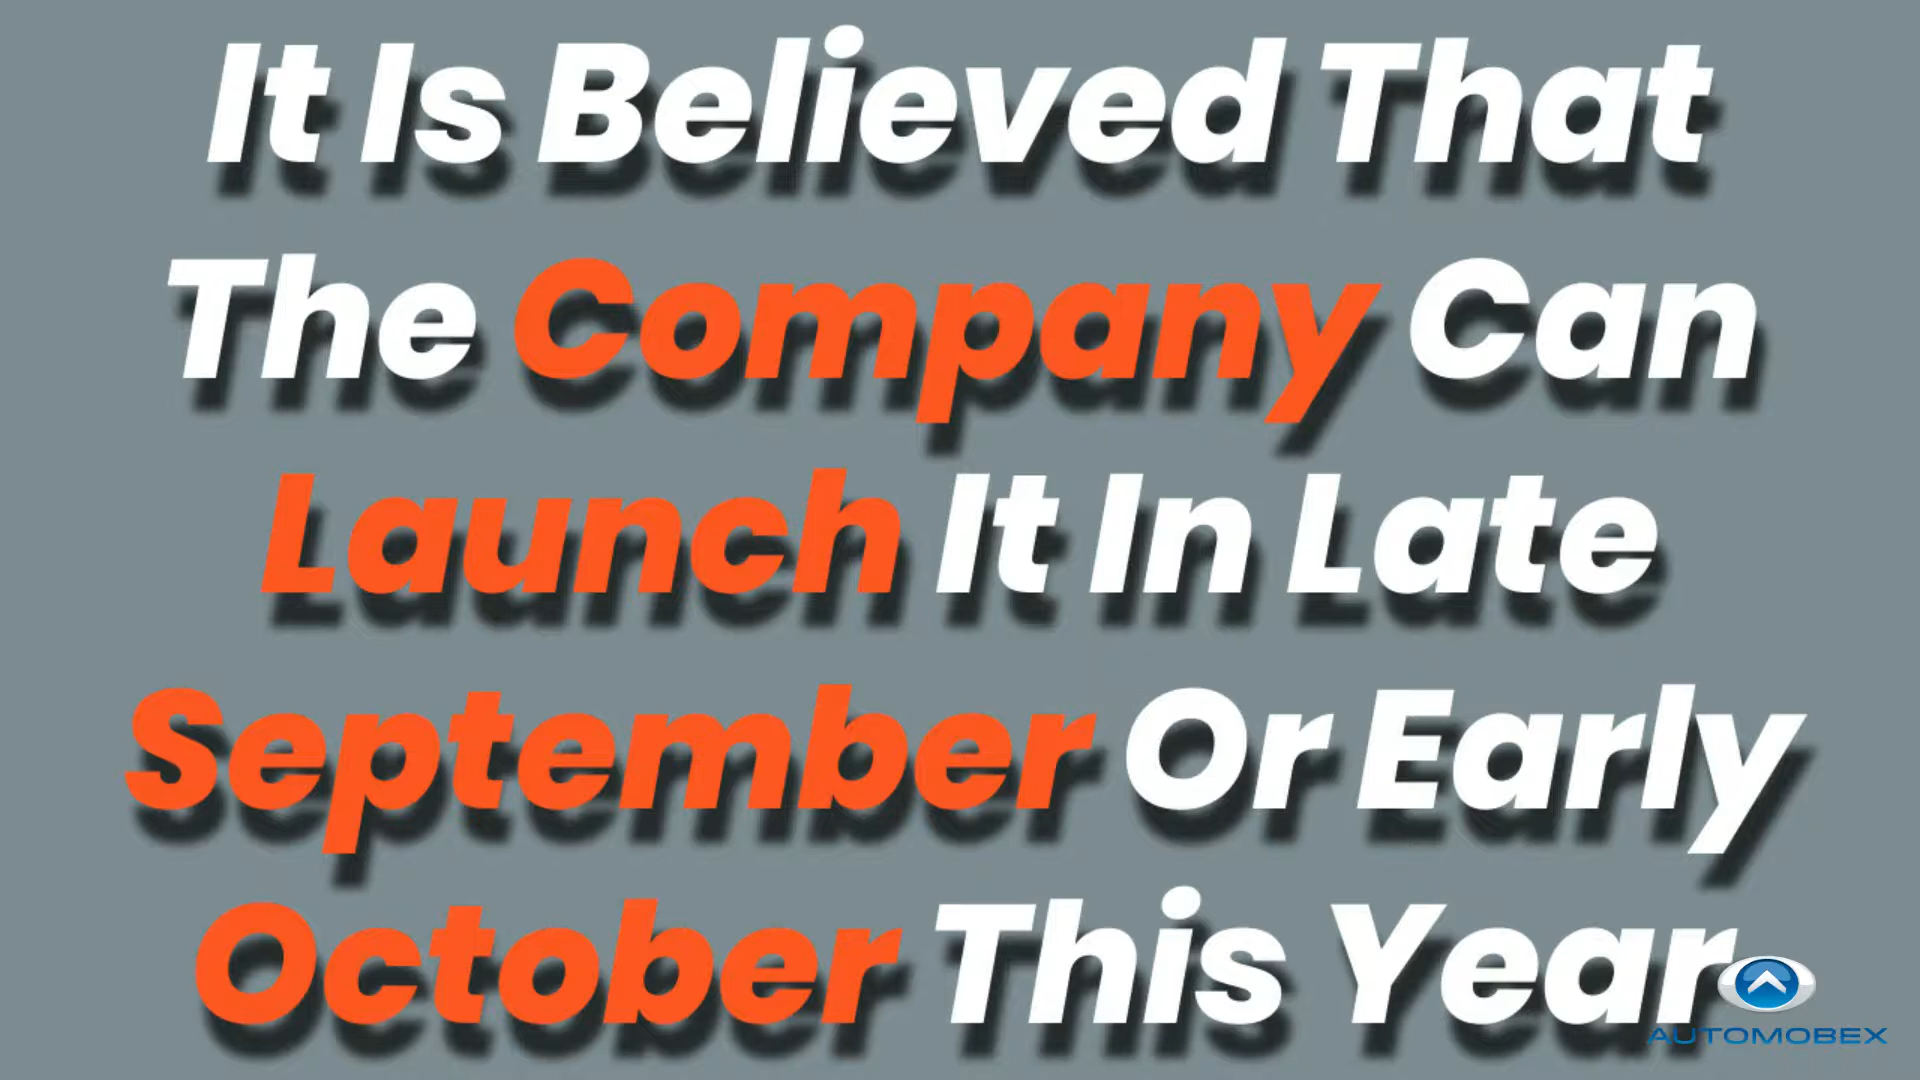 It Is Believed That
The Company Can
Launch It In Late
September Or Early
October This Year
AUTOMOBEX